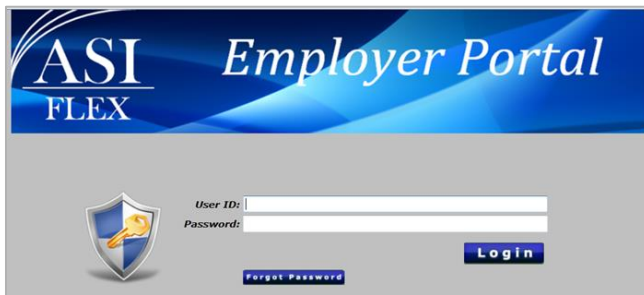 ASI
FLEX
Employer Portal
User ID:
Password:
Login
Forgot Password